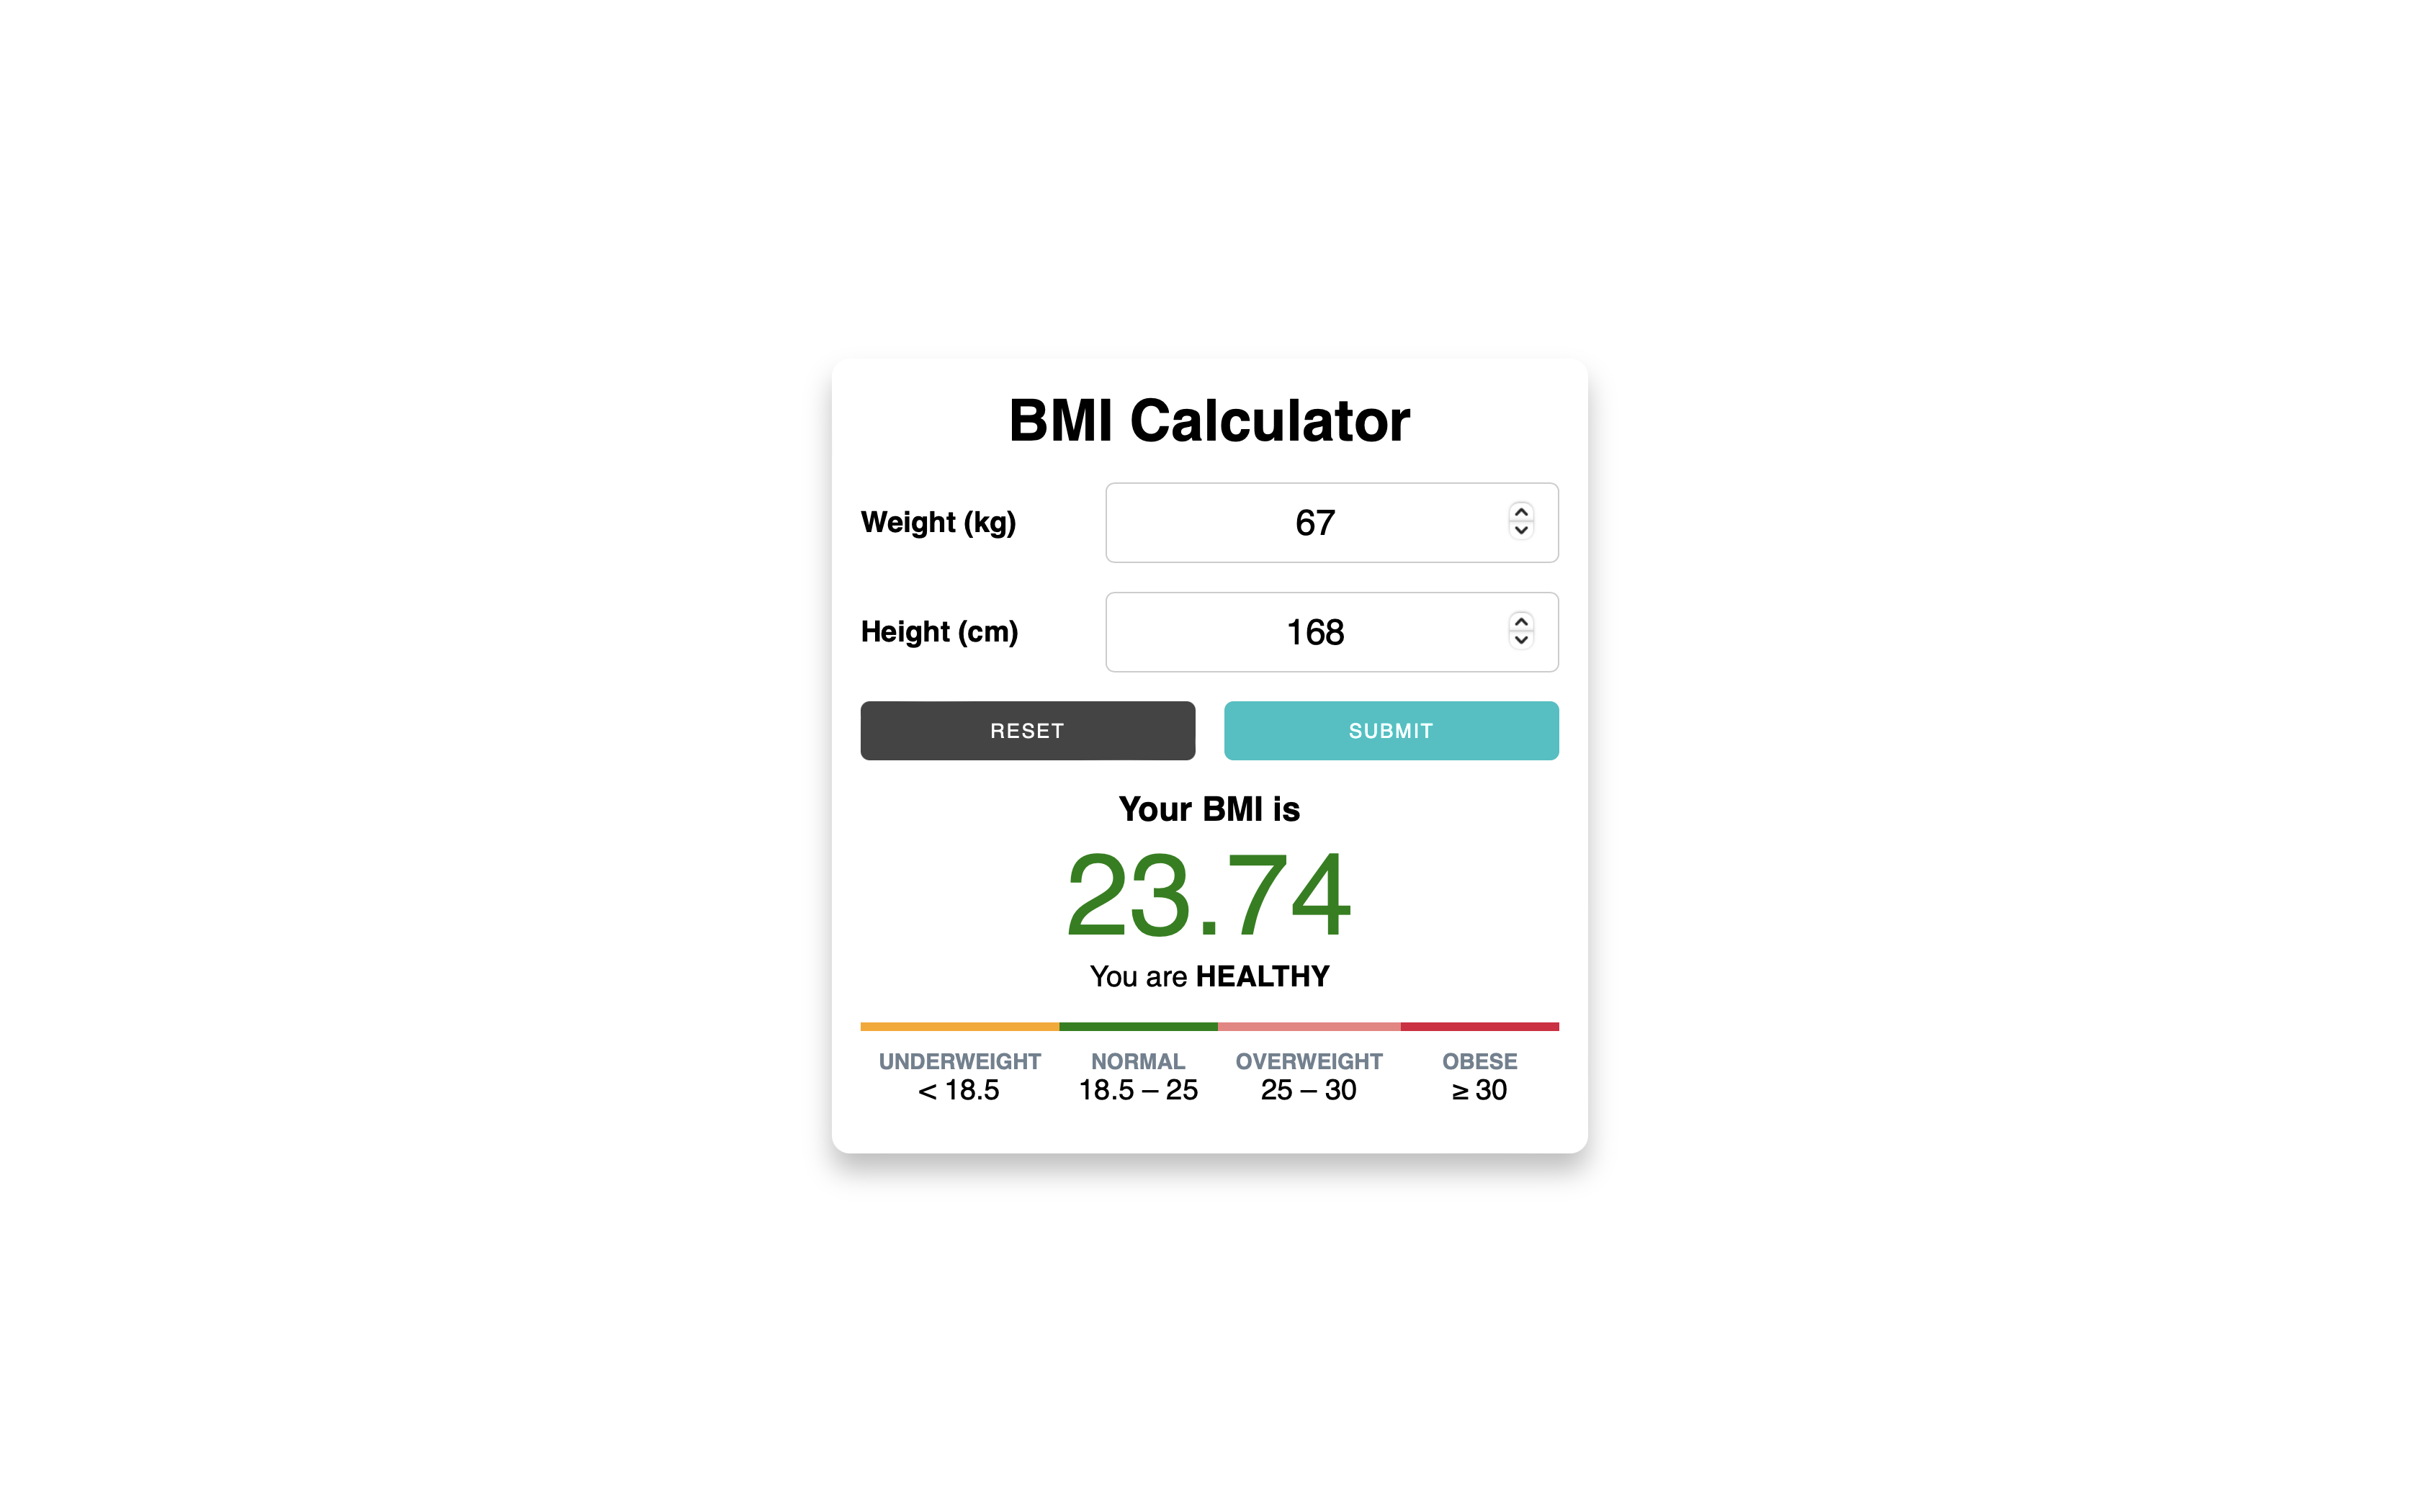 BMI Calculator
Weight (kg) 67
Height (cm) 168
RESET SUBMIT
Your BMI is
23.74
You are HEALTHY
UNDERWEIGHT NORMAL OVERWEIGHT OBESE
< 18.5 18.5 – 25 25 – 30 ≥ 30